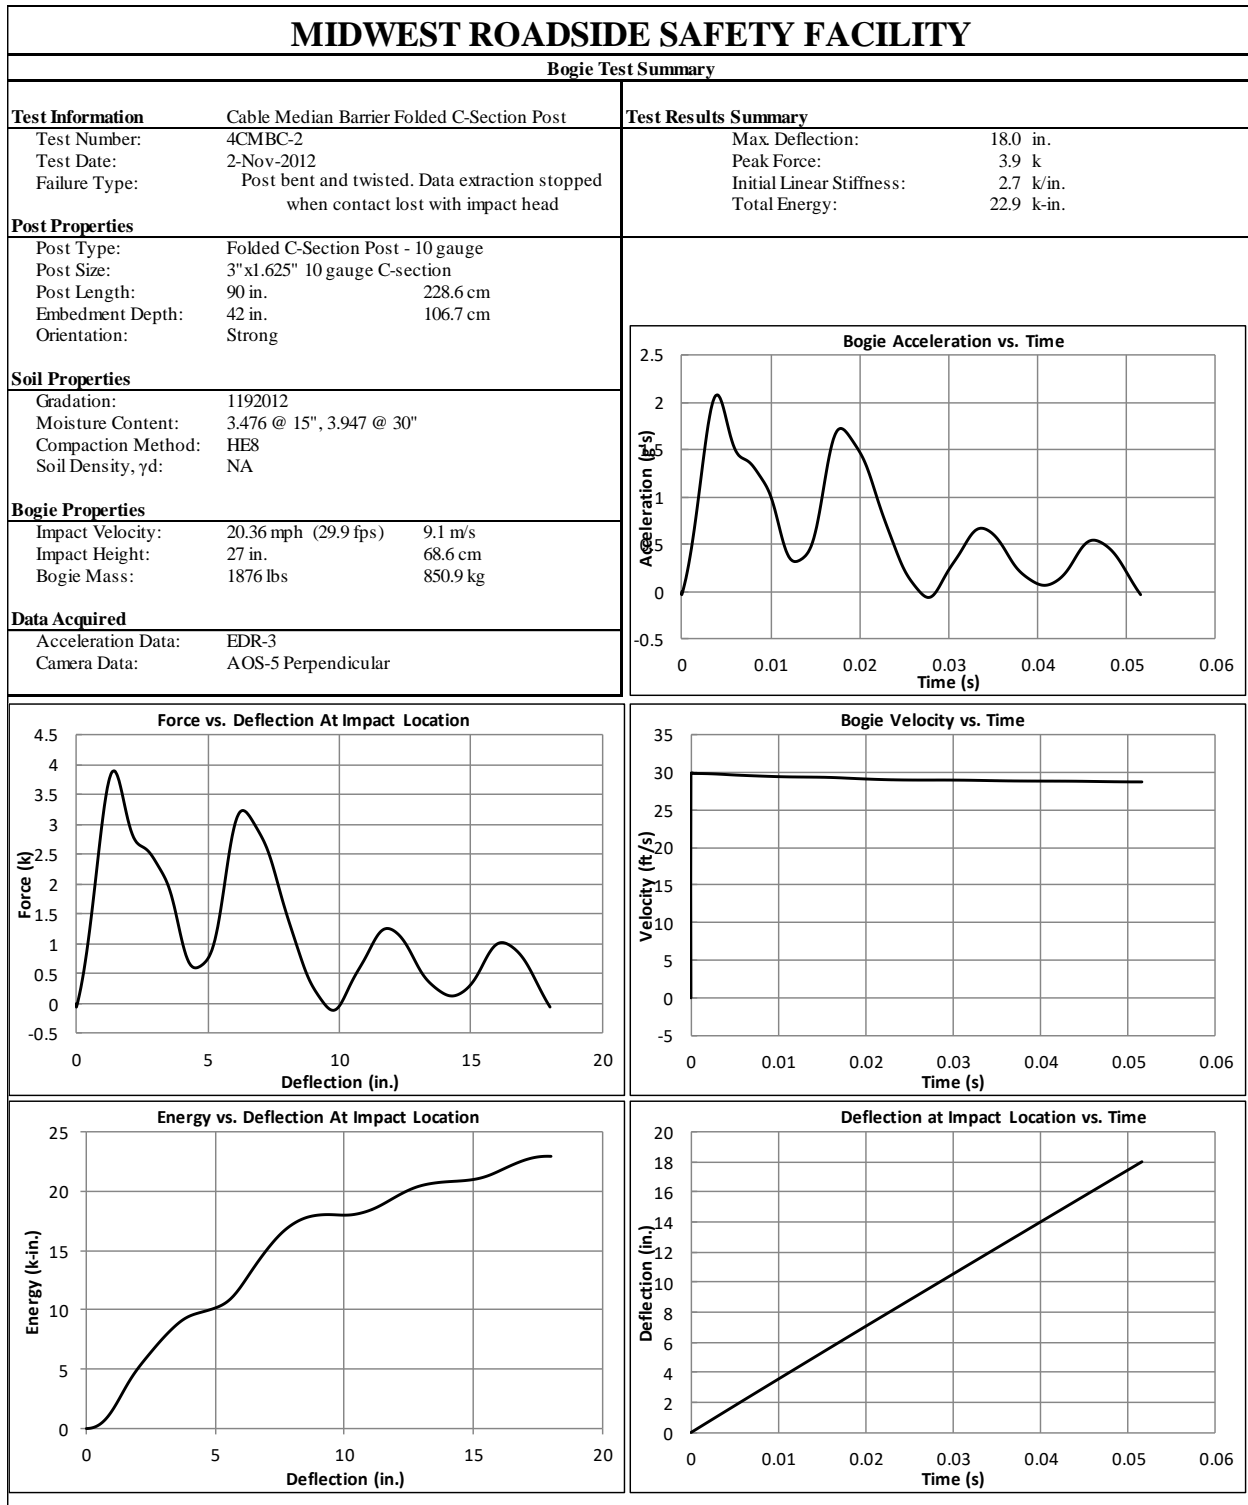 MIDWEST ROADSIDE SAFETY FACILITY
Bogie Test Summary
Test Information Cable Median Barrier Folded C-Section Post
Test Number: 4CMBC-2
Test Date: 2-Nov-2012
Failure Type: Post bent and twisted. Data extraction stopped
when contact lost with impact head
Post Properties
Post Type: Folded C-Section Post - 10 gauge
Post Size: 3"x1.625" 10 gauge C-section
Post Length: 90 in. 228.6 cm
Embedment Depth: 42 in. 106.7 cm
Orientation: Strong
Soil Properties
Gradation: 1192012
Moisture Content: 3.476 @ 15", 3.947 @ 30"
Compaction Method: HE8
Soil Density, γd: NA
Bogie Properties
Impact Velocity: 20.36 mph (29.9 fps) 9.1 m/s
Impact Height: 27 in. 68.6 cm
Bogie Mass: 1876 lbs 850.9 kg
Data Acquired
Acceleration Data: EDR-3
Camera Data: AOS-5 Perpendicular
Test Results Summary
Max. Deflection: 18.0 in.
Peak Force: 3.9 k
Initial Linear Stiffness: 2.7 k/in.
Total Energy: 22.9 k-in.
Bogie Acceleration vs. Time
Acceleration (g's)
2.5
2
1.5
1
0.5
0
-0.5
0 0.01 0.02 0.03 0.04 0.05 0.06
Time (s)
Force vs. Deflection At Impact Location
Force (k)
4.5
4
3.5
3
2.5
2
1.5
1
0.5
0
-0.5
0 5 10 15 20
Deflection (in.)
Bogie Velocity vs. Time
Velocity (ft/s)
35
30
25
20
15
10
5
0
-5
0 0.01 0.02 0.03 0.04 0.05 0.06
Time (s)
Energy vs. Deflection At Impact Location
Energy (k-in.)
25
20
15
10
5
0
0 5 10 15 20
Deflection (in.)
Deflection at Impact Location vs. Time
Deflection (in.)
20
18
16
14
12
10
8
6
4
2
0
0 0.01 0.02 0.03 0.04 0.05 0.06
Time (s)